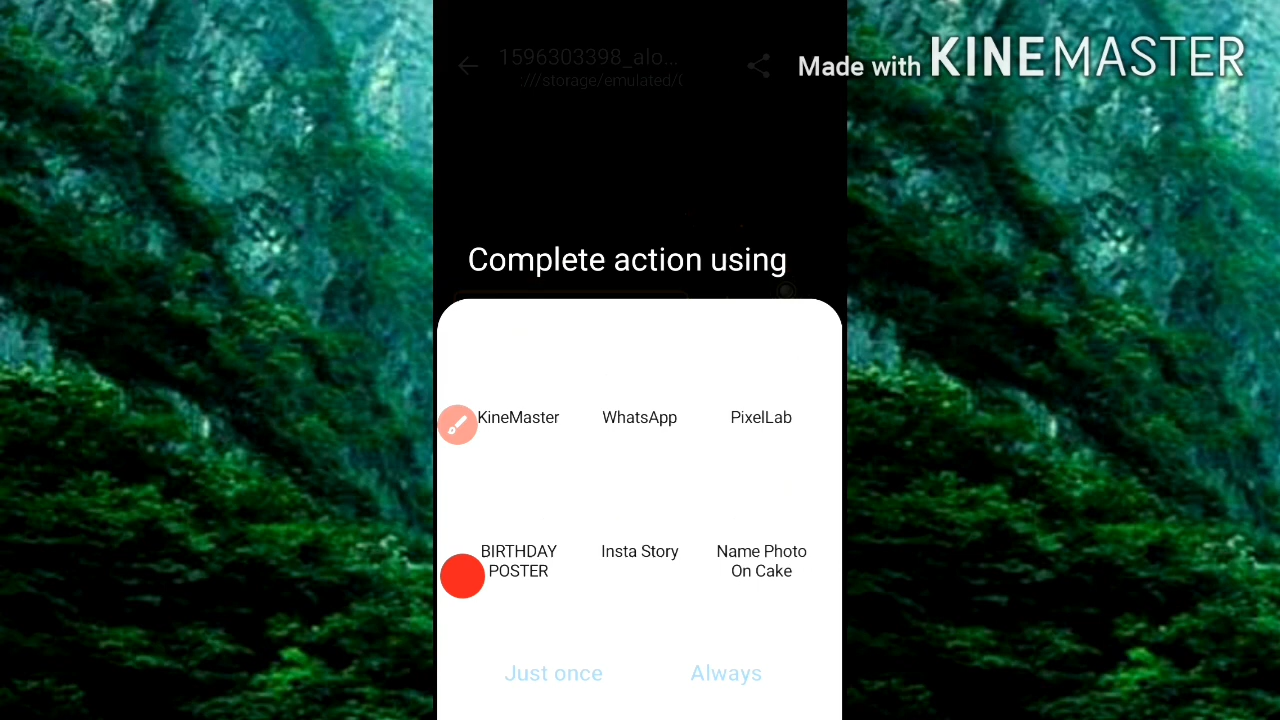 Made with KINEMASTER
1596303398_alo...
:///storage/emulated/0
Complete action using
KineMaster
WhatsApp
PixelLab
BIRTHDAY
POSTER
Insta Story
Name Photo
On Cake
Just once
Always